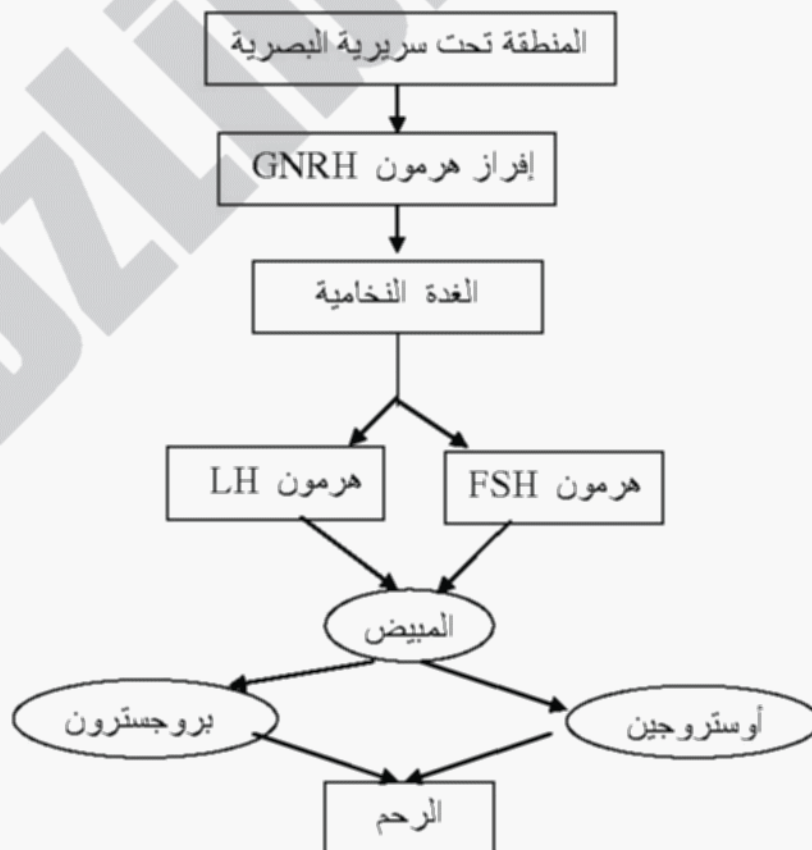 المنطقة تحت سريرية البصرية
إفراز هرمون GNRH
الغدة النخامية
هرمون FSH
هرمون LH
المبيض
أوستروجين
بروجسترون
الرحم